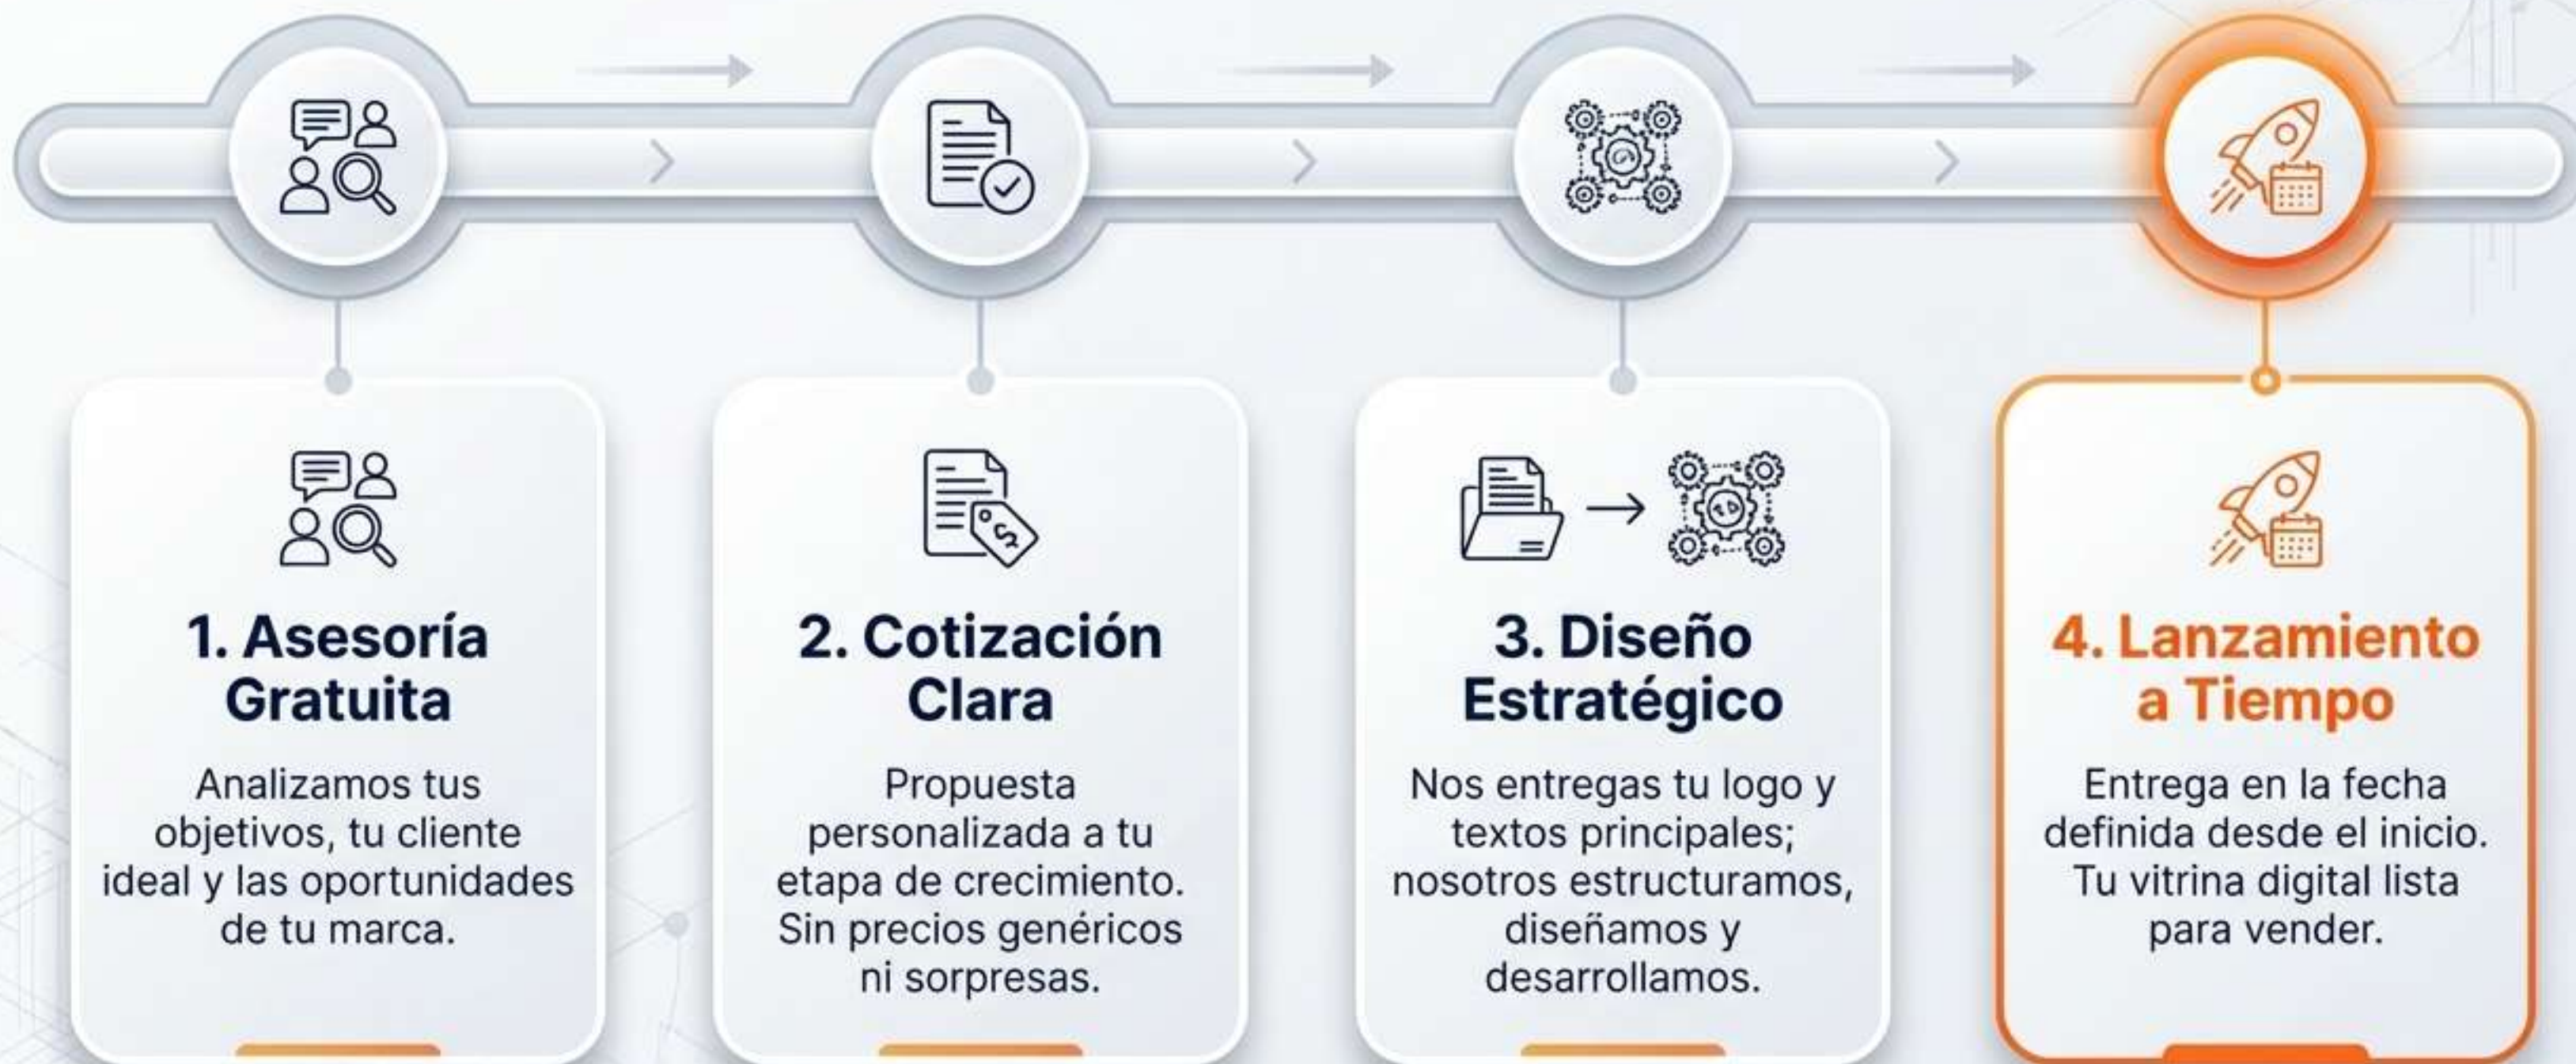 1. Asesoría
Gratuita
Analizamos tus
objetivos, tu cliente
ideal y las oportunidades
de tu marca.
2. Cotización
Clara
Propuesta
personalizada a tu
etapa de crecimiento.
Sin precios genéricos
ni sorpresas.
3. Diseño
Estratégico
Nos entregas tu logo y
textos principales;
nosotros estructuramos,
diseñamos y
desarrollamos.
4. Lanzamiento
a Tiempo
Entrega en la fecha
definida desde el inicio.
Tu vitrina digital lista
para vender.